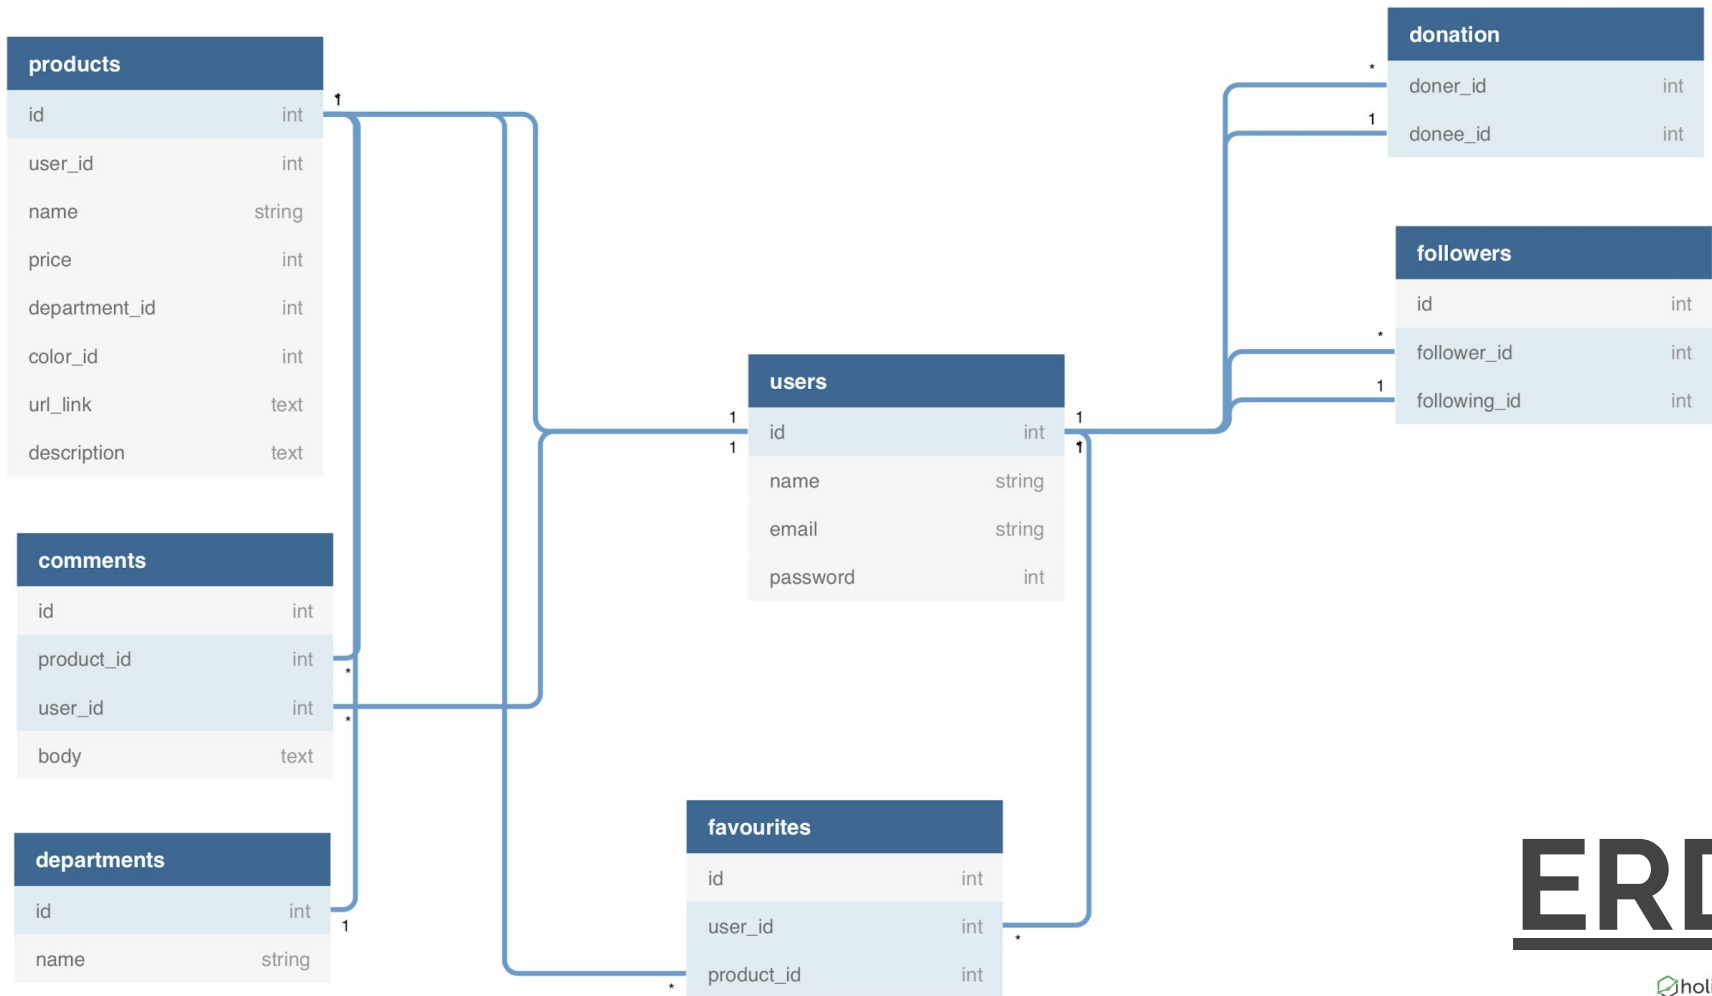 products
id int
user_id int
name string
price int
department_id int
color_id int
url_link text
description text
comments
id int
product_id int
user_id int
body text
departments
id int
name string
users
id int
name string
email string
password int
favourites
id int
user_id int
product_id int
donation
doner_id int
donee_id int
followers
id int
follower_id int
following_id int
1
*
*
1
1
1
1
1
*
*
*
1
*
1
ERD
holi